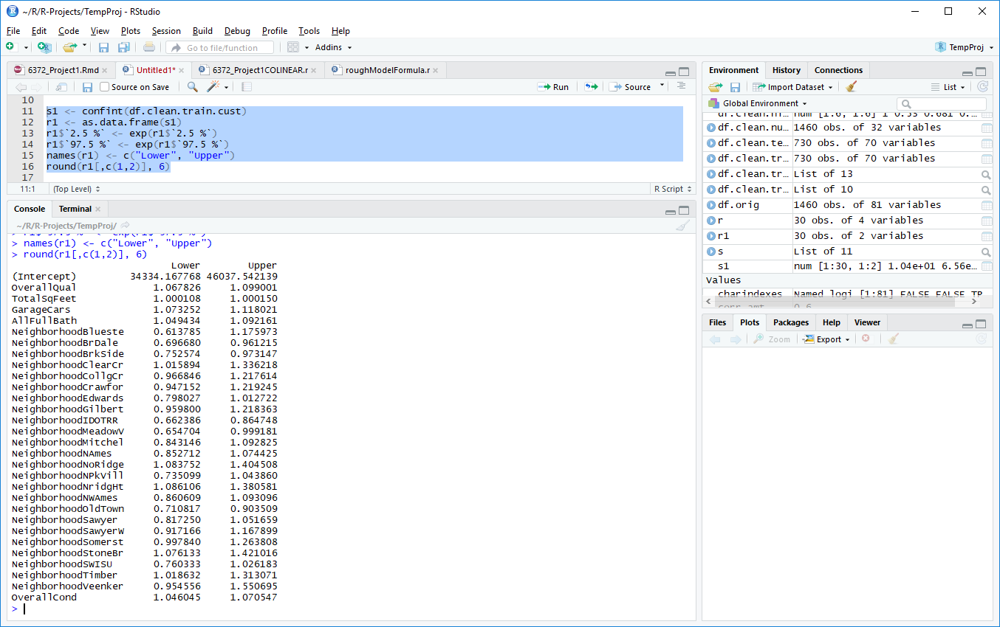 ~/R/R-Projects/TempProj - RStudio
File Edit Code View Plots Session Build Debug Profile Tools Help
Go to file/function Addins TempProj
6372_Project1.Rmd Untitled1* 6372_Project1COLINEAR.r roughModelFormula.r
Source on Save Run Source
10
11 s1 <- confint(df.clean.train.cust)
12 r1 <- as.data.frame(s1)
13 r1$`2.5 %` <- exp(r1$`2.5 %`)
14 r1$`97.5 %` <- exp(r1$`97.5 %`)
15 names(r1) <- c("Lower", "Upper")
16 round(r1[,c(1,2)], 6)
17
11:1 (Top Level) R Script
Console Terminal
~/R/R-Projects/TempProj/
> r1$`97.5 %` <- exp(r1$`97.5 %`)
> names(r1) <- c("Lower", "Upper")
> round(r1[,c(1,2)], 6)
Lower Upper
(Intercept) 34334.167768 46037.542139
OverallQual 1.067826 1.099001
TotalSqFeet 1.000108 1.000150
GarageCars 1.073252 1.118021
AllFullBath 1.049434 1.092161
NeighborhoodBlueste 0.613785 1.175973
NeighborhoodBrDale 0.696680 0.961215
NeighborhoodBrkSide 0.752574 0.973147
NeighborhoodClearCr 1.015894 1.336218
NeighborhoodCollgCr 0.966846 1.217614
NeighborhoodCrawfor 0.947152 1.219245
NeighborhoodEdwards 0.798027 1.012722
NeighborhoodGilbert 0.959800 1.218363
NeighborhoodIDOTRR 0.662386 0.864748
NeighborhoodMeadowV 0.654704 0.999181
NeighborhoodMitchel 0.843146 1.092825
NeighborhoodNAmes 0.852712 1.074425
NeighborhoodNoRidge 1.083752 1.404508
NeighborhoodNPkVill 0.735099 1.043860
NeighborhoodNridgHt 1.086106 1.380581
NeighborhoodNWAmes 0.860609 1.093096
NeighborhoodOldTown 0.710817 0.903509
NeighborhoodSawyer 0.817250 1.051659
NeighborhoodSawyerW 0.917166 1.167899
NeighborhoodSomerst 0.997840 1.263808
NeighborhoodStoneBr 1.076133 1.421016
NeighborhoodSWISU 0.760333 1.026183
NeighborhoodTimber 1.018632 1.313071
NeighborhoodVeenker 0.954556 1.550695
OverallCond 1.046045 1.070547
>
Environment History Connections
Import Dataset List
Global Environment
num [1:6, 1:6] 1 0.53 0.681 0...
df.clean.nu… 1460 obs. of 32 variables
df.clean.te… 730 obs. of 70 variables
df.clean.tr… 730 obs. of 70 variables
df.clean.tr… List of 13
df.clean.tr… List of 10
df.orig 1460 obs. of 81 variables
r 30 obs. of 4 variables
r1 30 obs. of 2 variables
s List of 11
s1 num [1:30, 1:2] 1.04e+01 6.56e…
Values
charindexes Named logi [1:81] FALSE FALSE TR
Files Plots Packages Help Viewer
Zoom Export